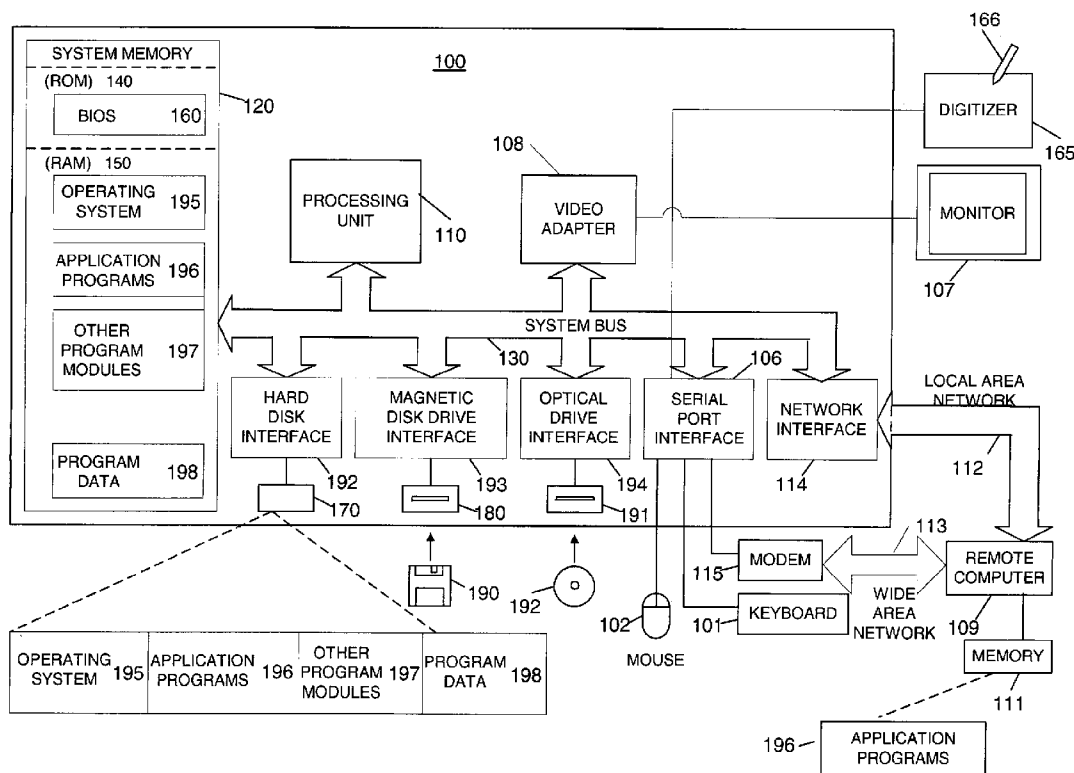 SYSTEM MEMORY
(ROM) 140
BIOS 160
120
(RAM) 150
OPERATING
SYSTEM 195
APPLICATION
PROGRAMS 196
OTHER
PROGRAM
MODULES 197
PROGRAM
DATA 198
100
PROCESSING
UNIT
110
108
VIDEO
ADAPTER
166
DIGITIZER
165
MONITOR
107
SYSTEM BUS
130
106
HARD
DISK
INTERFACE
192
170
MAGNETIC
DISK DRIVE
INTERFACE
193
180
OPTICAL
DRIVE
INTERFACE
194
191
SERIAL
PORT
INTERFACE
NETWORK
INTERFACE
114
LOCAL AREA
NETWORK
112
190
192
102
MOUSE
115
MODEM
101
KEYBOARD
113
WIDE
AREA
NETWORK
REMOTE
COMPUTER
109
MEMORY
111
196
APPLICATION
PROGRAMS
OPERATING
SYSTEM 195
APPLICATION
PROGRAMS 196
OTHER
PROGRAM
MODULES 197
PROGRAM
DATA 198